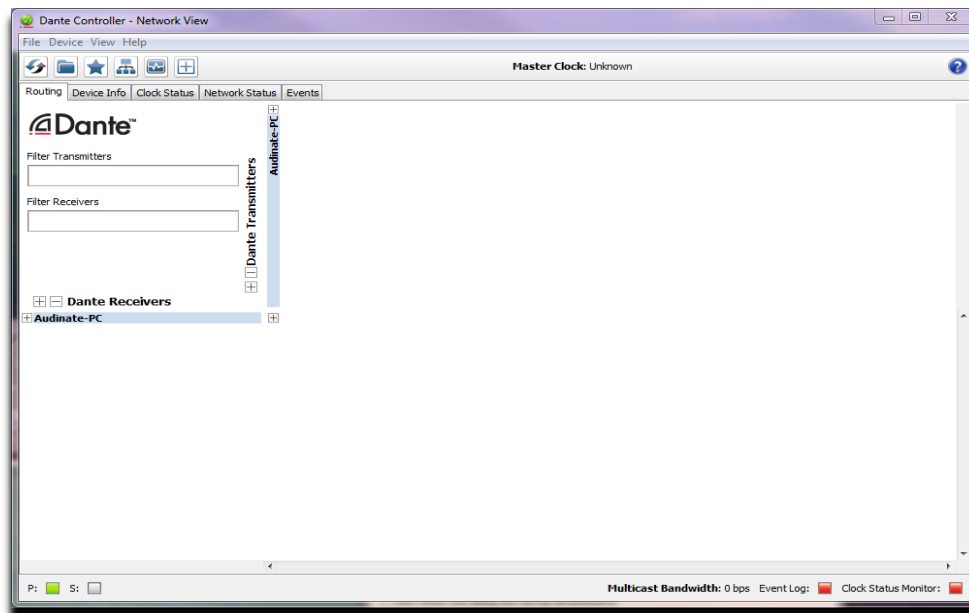 Dante Controller - Network View
File Device View Help
Master Clock: Unknown
?
Routing Device Info Clock Status Network Status Events
Dante™
Filter Transmitters
Filter Receivers
Dante Transmitters
Audinate-PC
Dante Receivers
Audinate-PC
P: S: Multicast Bandwidth: 0 bps Event Log: Clock Status Monitor: